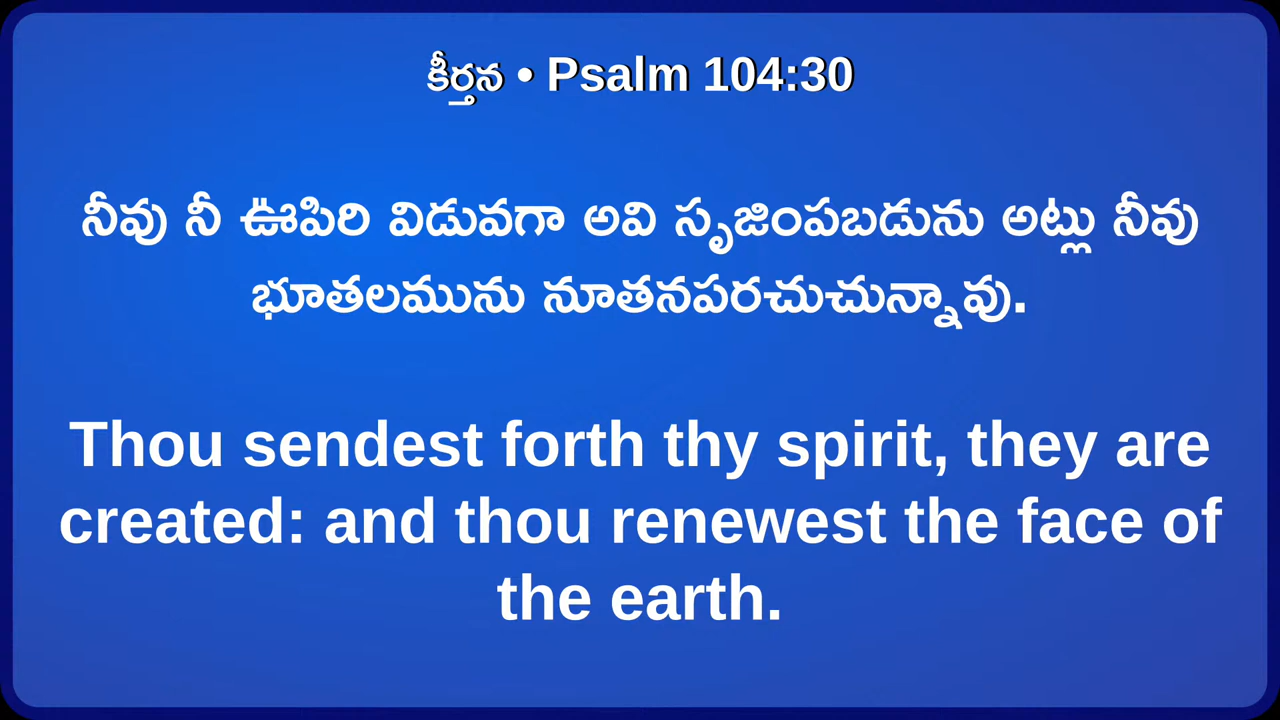 కీర్తన • Psalm 104:30
నీవు నీ ఊపిరి విడువగా అవి సృజింపబడును అట్లు నీవు
భూతలమును నూతనపరచుచున్నావు.
Thou sendest forth thy spirit, they are
created: and thou renewest the face of
the earth.